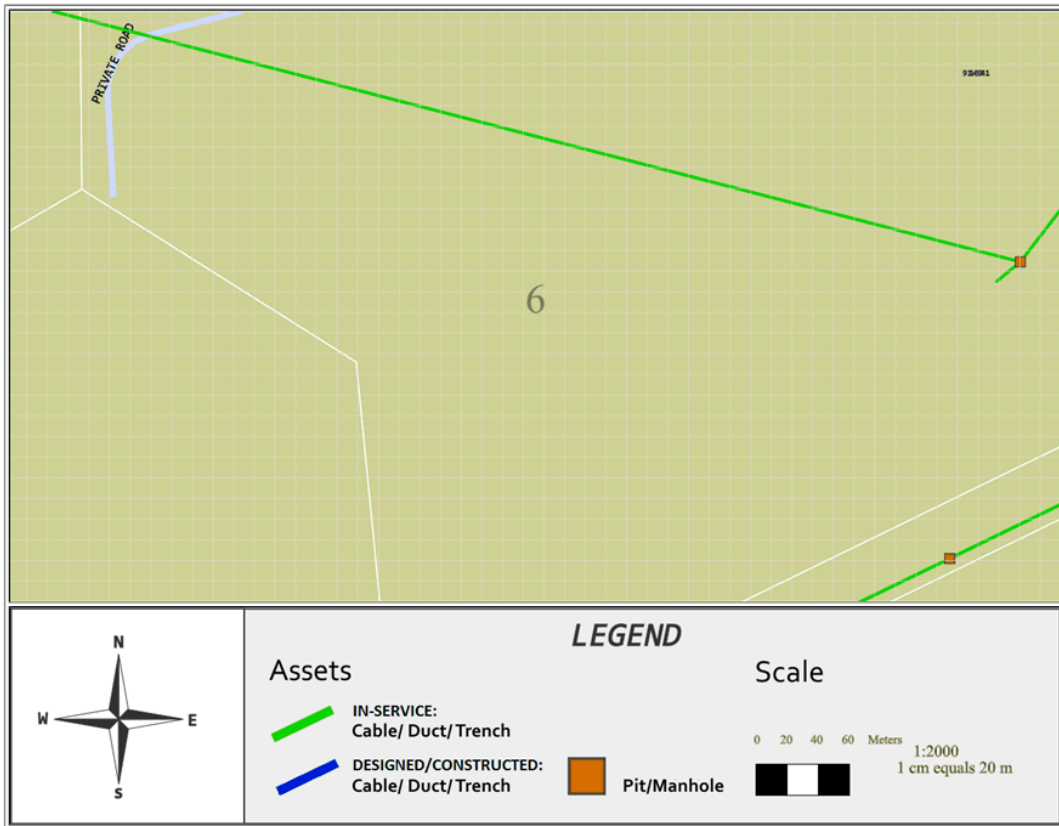 PRIVATE ROAD
6
LEGEND
N
W E
S
Assets
IN-SERVICE:
Cable/ Duct/ Trench
DESIGNED/CONSTRUCTED:
Cable/ Duct/ Trench
Pit/Manhole
Scale
0 20 40 60 Meters
1:2000
1 cm equals 20 m